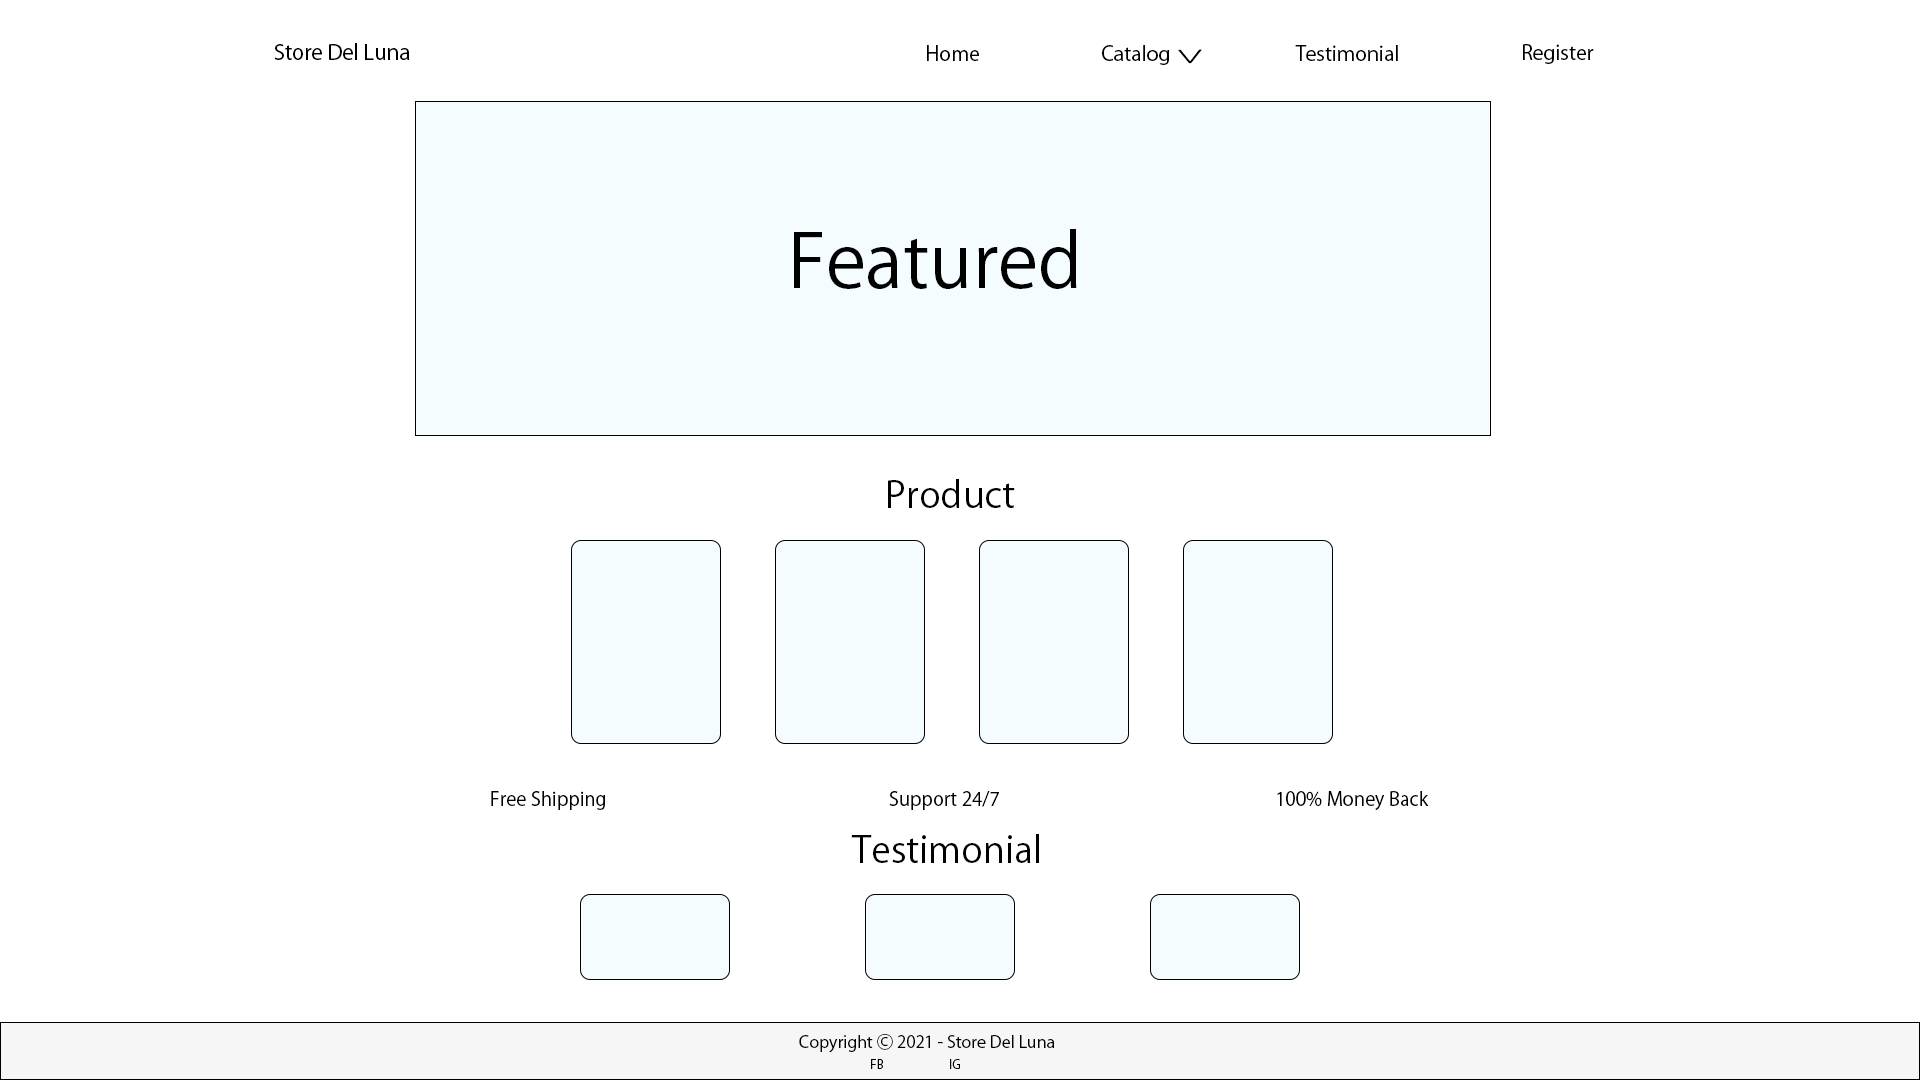 Store Del Luna Home Catalog Testimonial Register
Featured
Product
Free Shipping Support 24/7 100% Money Back
Testimonial
Copyright © 2021 - Store Del Luna
FB IG